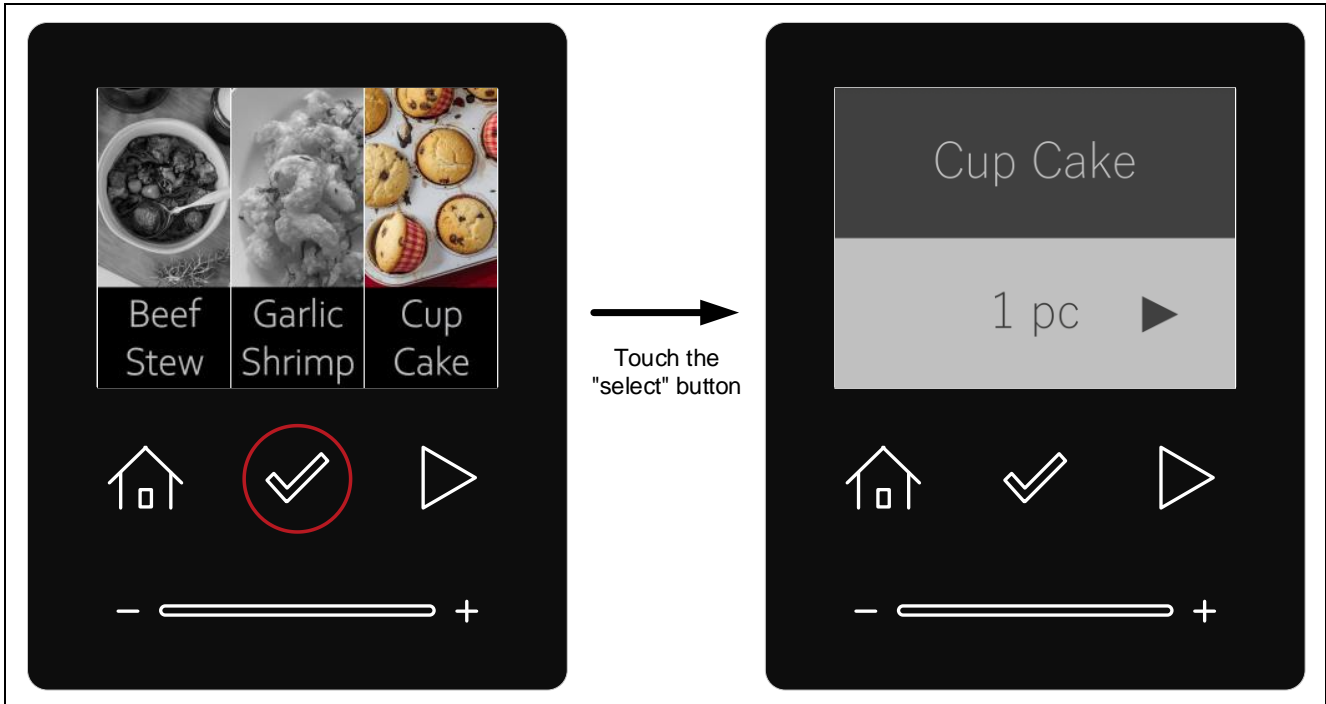 Beef
Stew
Garlic
Shrimp
Cup
Cake
Touch the
"select" button
Cup Cake
1 pc